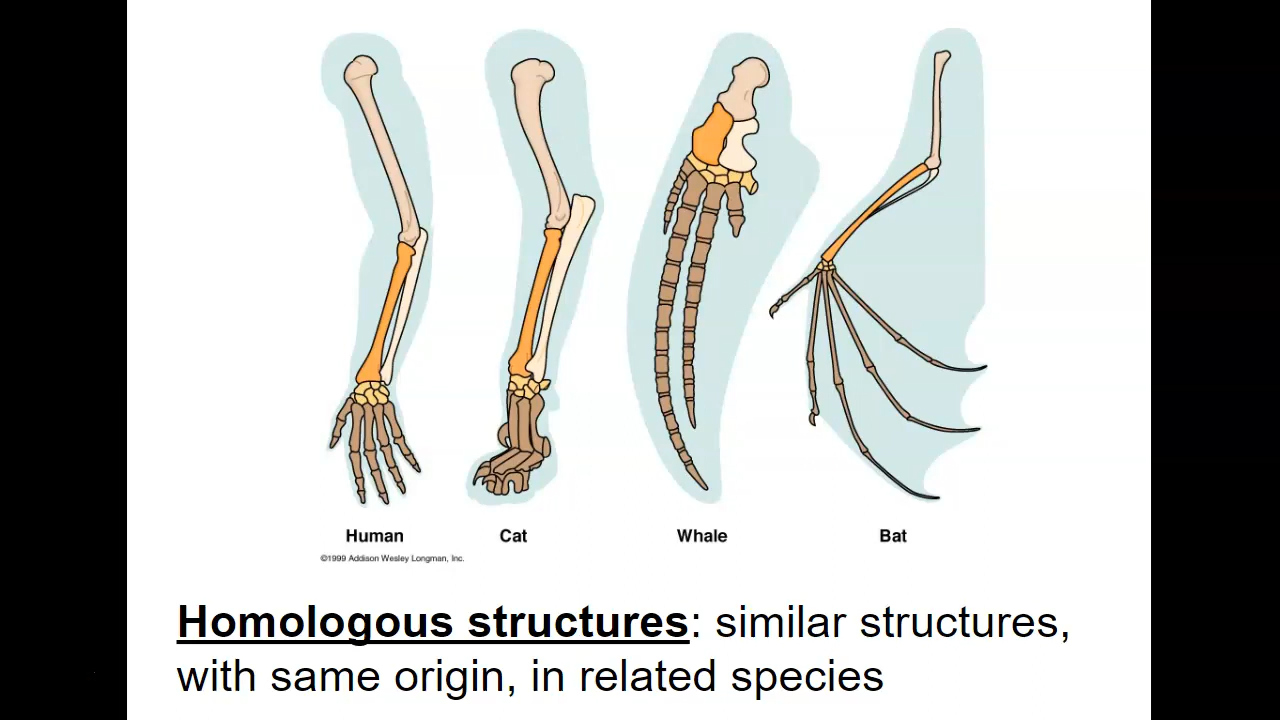 Human
Cat
Whale
Bat
©1999 Addison Wesley Longman, Inc.
Homologous structures: similar structures,
with same origin, in related species